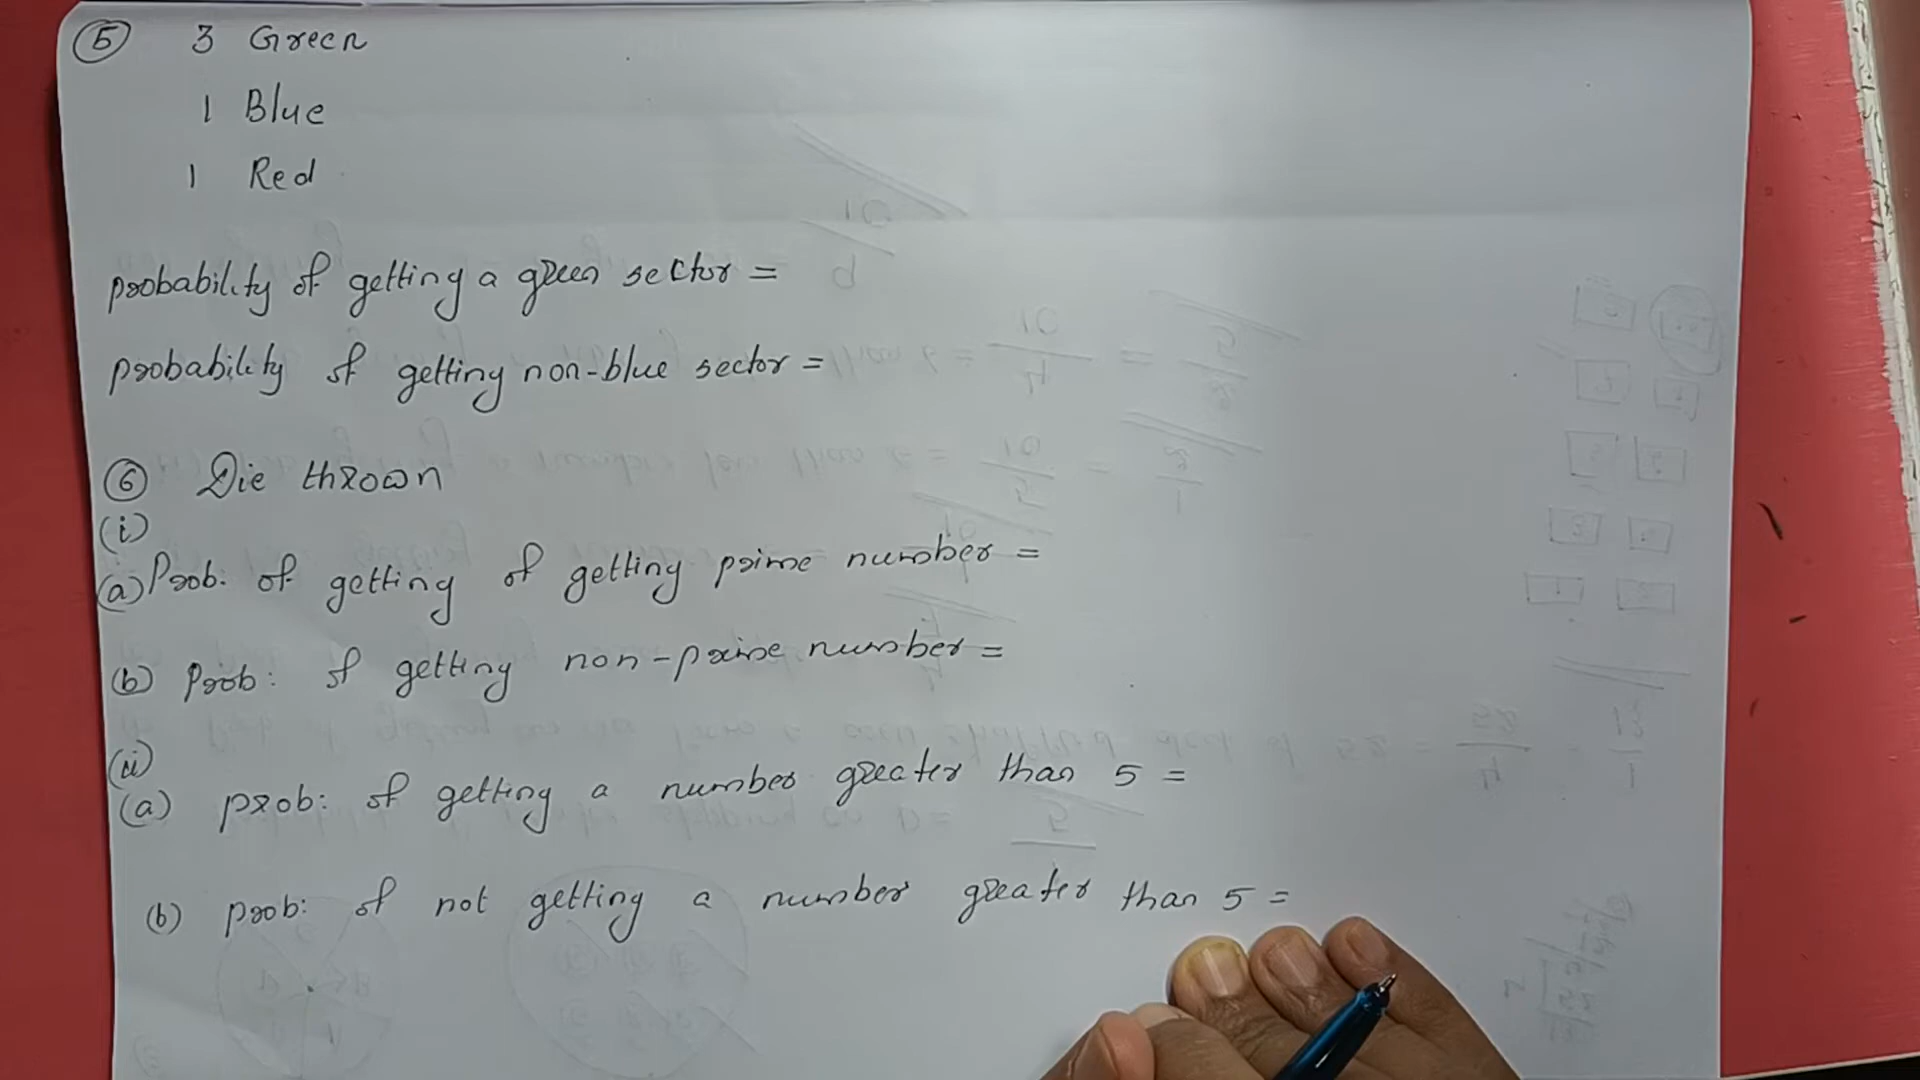 5 3 Green
1 Blue
1 Red
probability of getting a green sector =
probability of getting non-blue sector =
6 Die thrown
(i)
(a) Prob: of getting of getting prime number =
(b) Prob: of getting non-prime number =
(ii)
(a) prob: of getting a number greater than 5 =
(b) prob: of not getting a number greater than 5 =